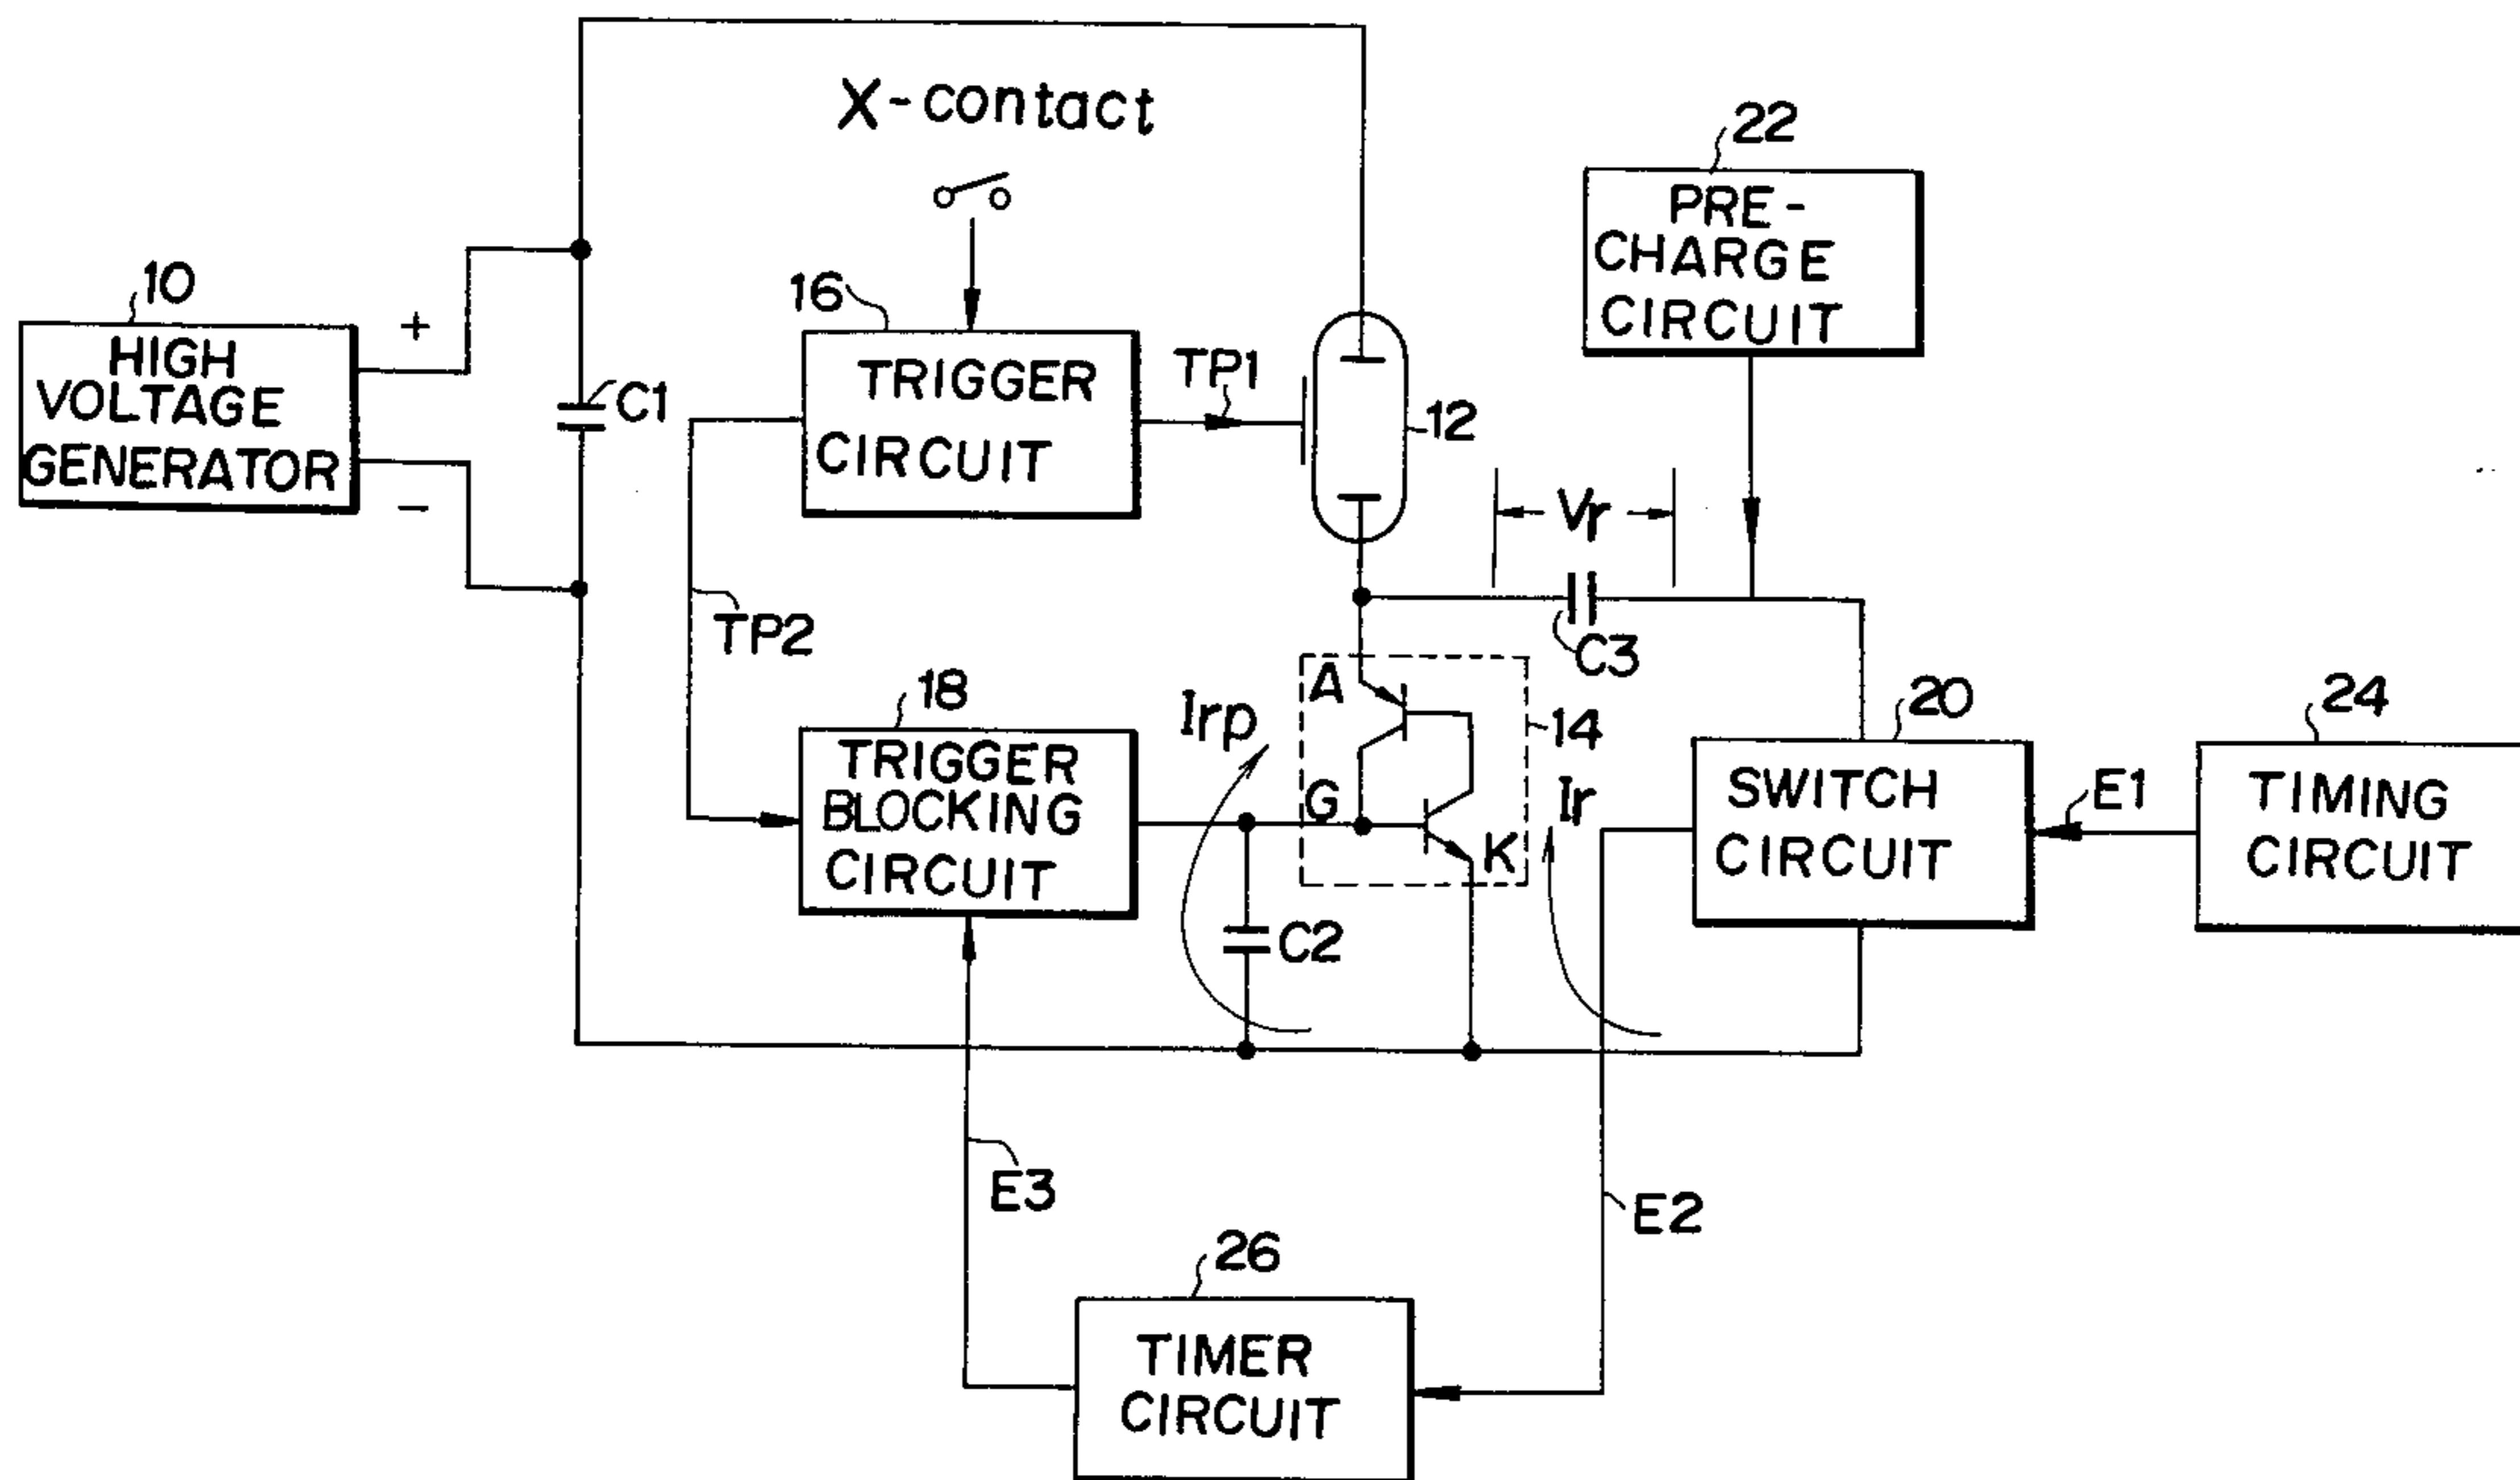 X-contact
22
PRE-
CHARGE
CIRCUIT
10
+
HIGH
VOLTAGE
GENERATOR
−
C1
16
TRIGGER
CIRCUIT
TP1
12
Vr
C3
TP2
18
TRIGGER
BLOCKING
CIRCUIT
Irp
A
G
K
14
Ir
C2
20
SWITCH
CIRCUIT
E1
24
TIMING
CIRCUIT
E3
E2
26
TIMER
CIRCUIT